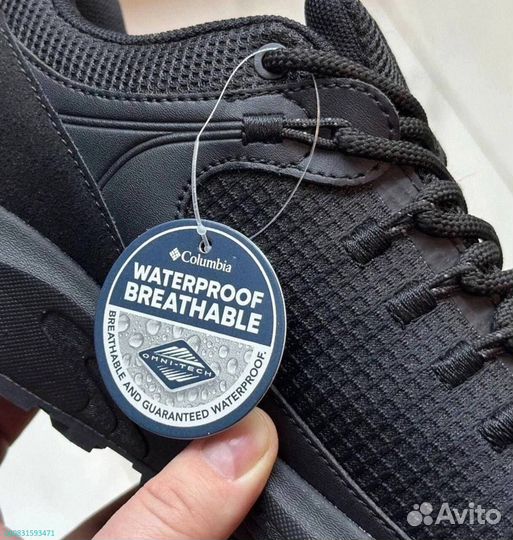 Columbia
WATERPROOF
BREATHABLE
OMNI-TECH
BREATHABLE AND GUARANTEED WATERPROOF.
Avito